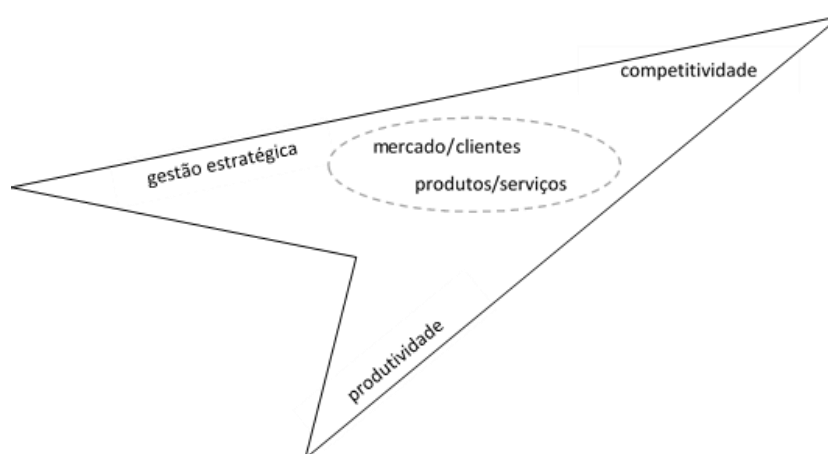 competitividade
mercado/clientes
gestão estratégica
produtos/serviços
produtividade